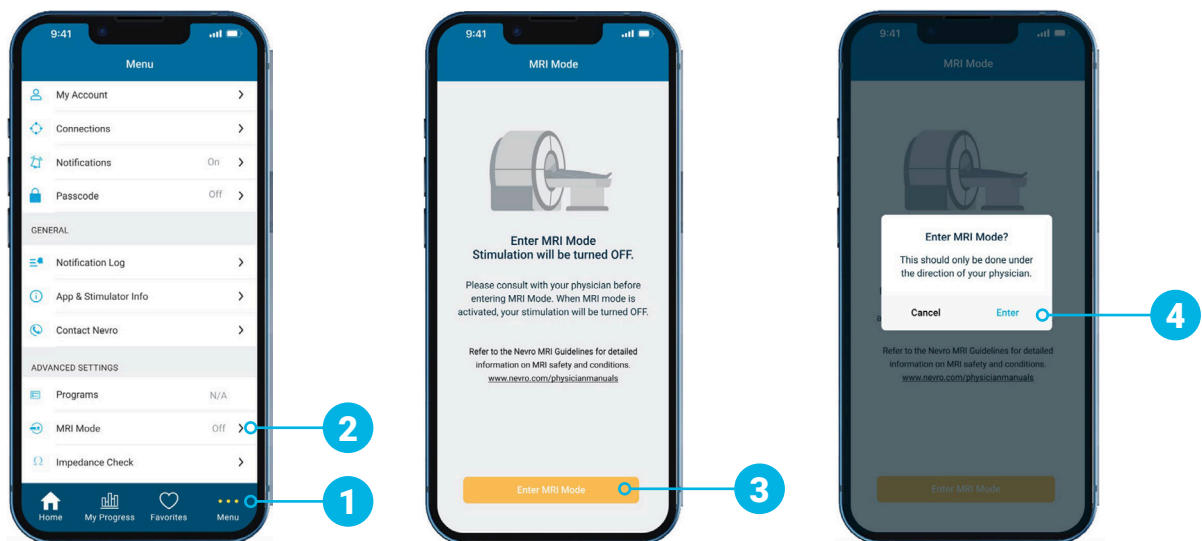 9:41
Menu
My Account
Connections
Notifications On
Passcode Off
GENERAL
Notification Log
App & Stimulator Info
Contact Nevro
ADVANCED SETTINGS
Programs N/A
MRI Mode Off
2
Impedance Check
Home My Progress Favorites Menu
1
9:41
MRI Mode
Enter MRI Mode
Stimulation will be turned OFF.
Please consult with your physician before
entering MRI Mode. When MRI mode is
activated, your stimulation will be turned OFF.
Refer to the Nevro MRI Guidelines for detailed
information on MRI safety and conditions.
www.nevro.com/physicianmanuals
Enter MRI Mode
3
9:41
MRI Mode
Enter MRI Mode?
This should only be done under
the direction of your physician.
Cancel Enter
4
Refer to the Nevro MRI Guidelines for detailed
information on MRI safety and conditions.
www.nevro.com/physicianmanuals
Enter MRI Mode